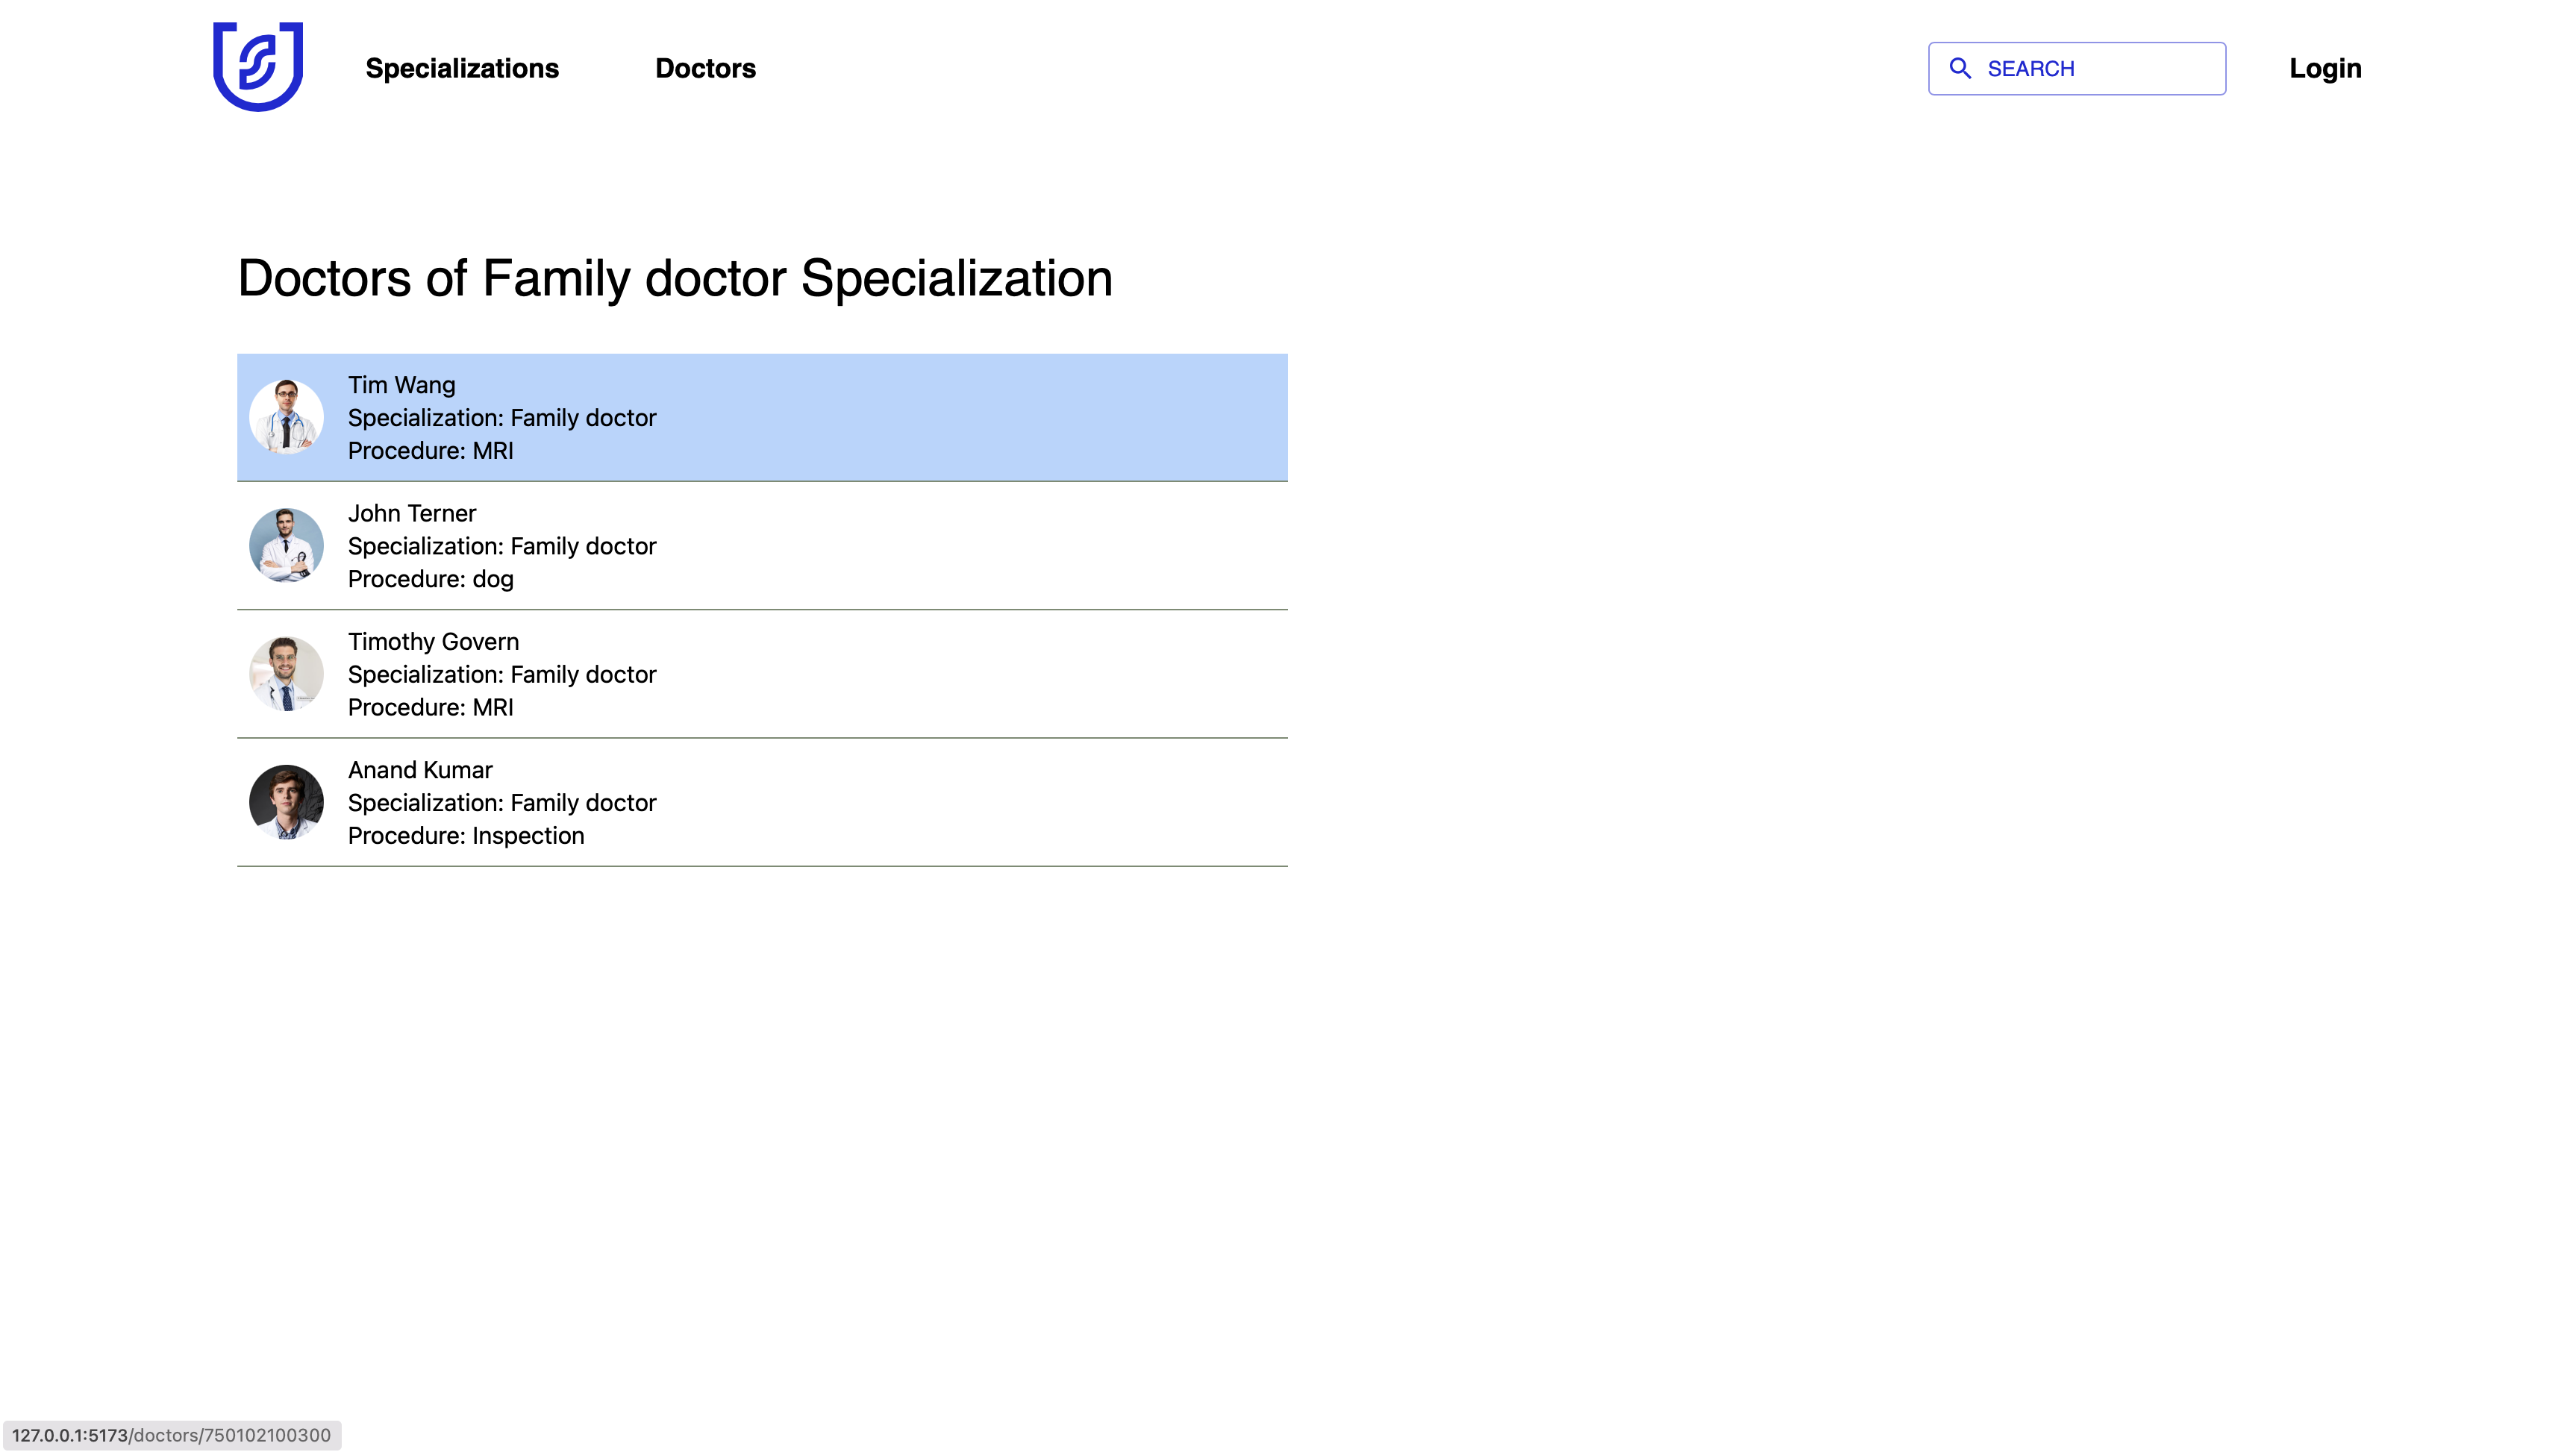 Specializations
Doctors
SEARCH
Login
Doctors of Family doctor Specialization
Tim Wang
Specialization: Family doctor
Procedure: MRI
John Terner
Specialization: Family doctor
Procedure: dog
Timothy Govern
Specialization: Family doctor
Procedure: MRI
Anand Kumar
Specialization: Family doctor
Procedure: Inspection
127.0.0.1:5173/doctors/750102100300